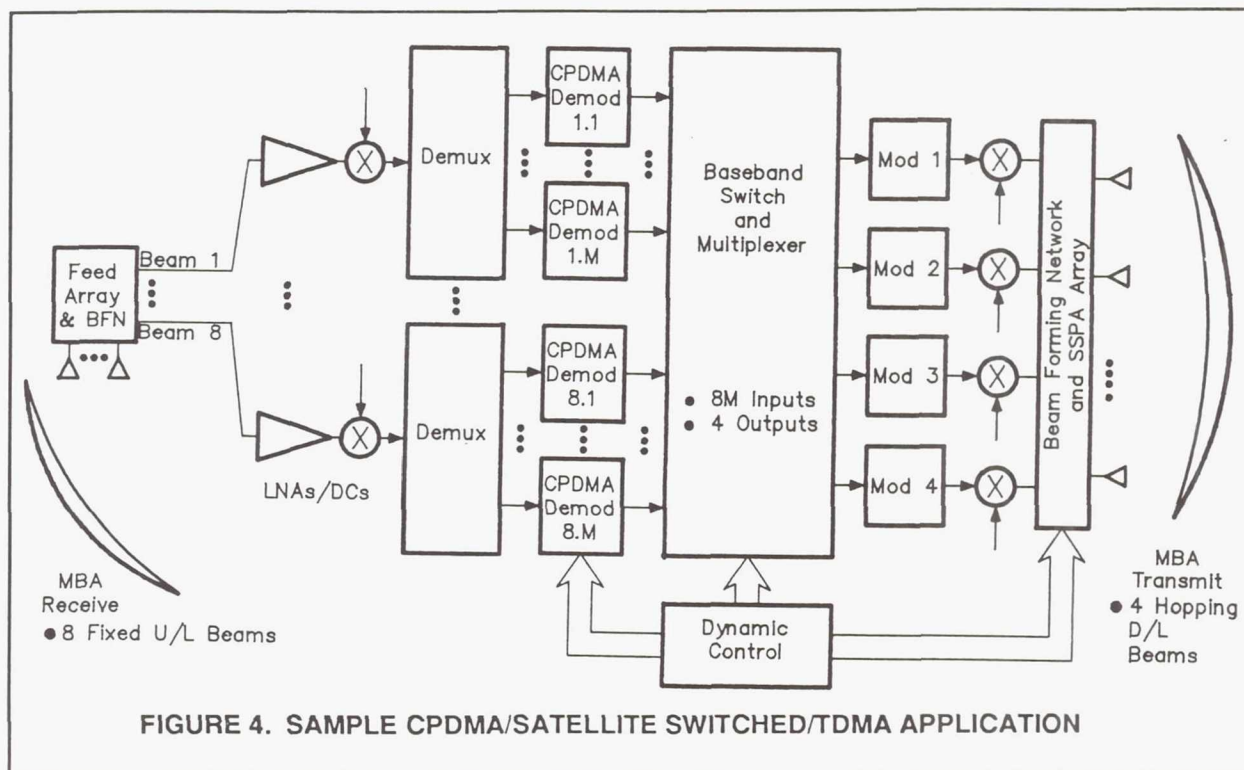 Feed
Array
& BFN
Beam 1
Beam 8
MBA
Receive
● 8 Fixed U/L Beams
X
X
LNAs/DCs
Demux
Demux
CPDMA
Demod
1.1
CPDMA
Demod
1.M
CPDMA
Demod
8.1
CPDMA
Demod
8.M
Baseband
Switch
and
Multiplexer
● 8M Inputs
● 4 Outputs
Dynamic
Control
Mod 1
Mod 2
Mod 3
Mod 4
X
X
X
X
Beam Forming Network
and SSPA Array
MBA
Transmit
● 4 Hopping
D/L
Beams
FIGURE 4. SAMPLE CPDMA/SATELLITE SWITCHED/TDMA APPLICATION